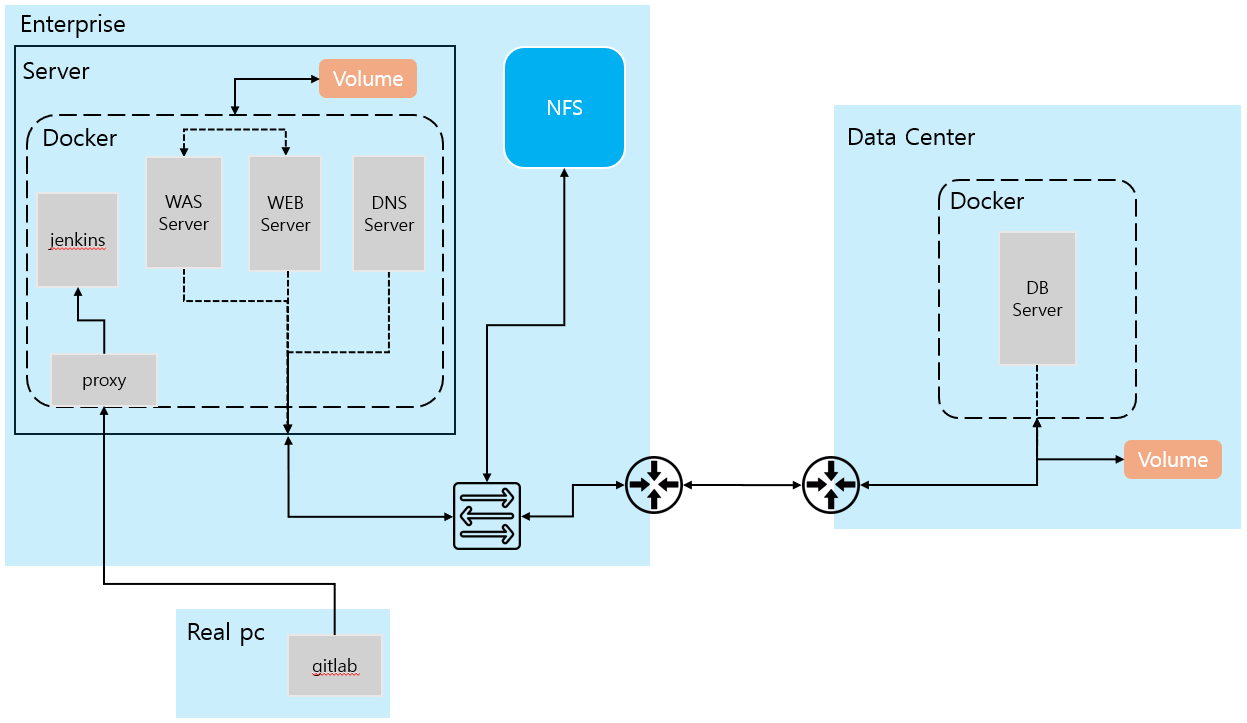 Enterprise
Server
Volume
NFS
Docker
WAS
Server
WEB
Server
DNS
Server
jenkins
proxy
Data Center
Docker
DB
Server
Volume
Real pc
gitlab